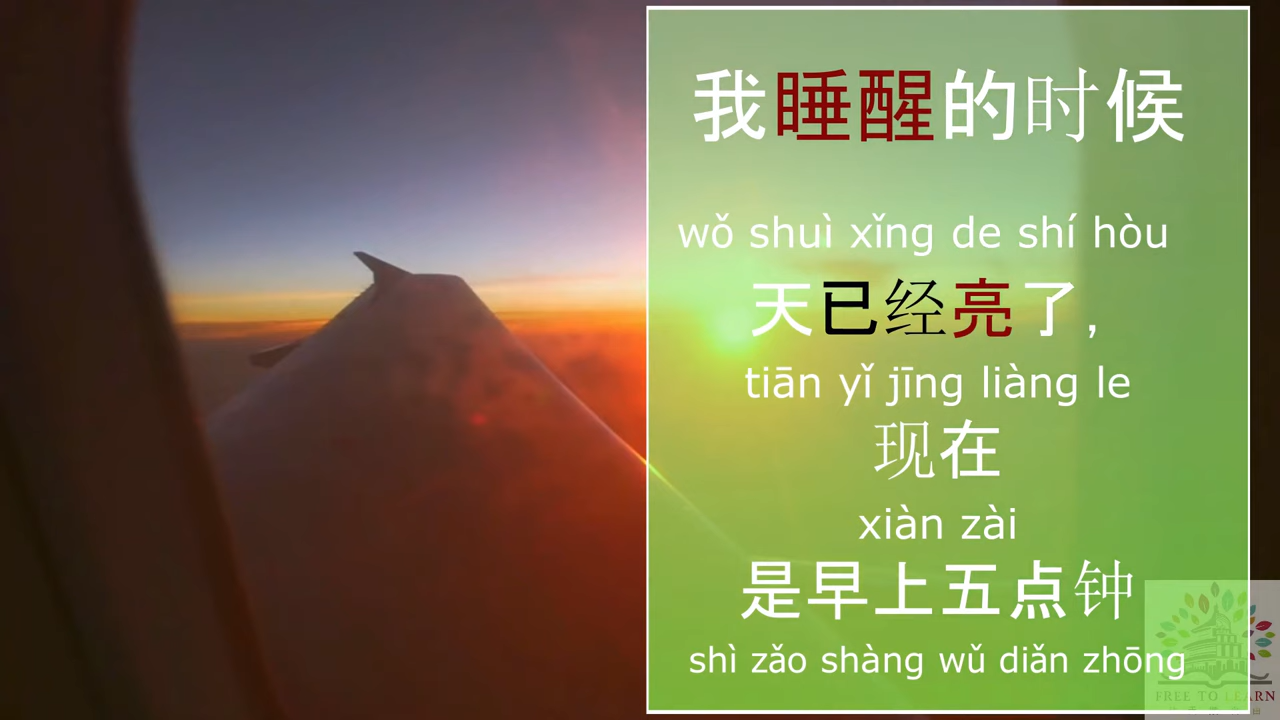 我睡醒的时候
wǒ shuì xǐng de shí hòu
天已经亮了，
tiān yǐ jīng liàng le
现在
xiàn zài
是早上五点钟
shì zǎo shàng wǔ diǎn zhōng
FREE TO LEARN